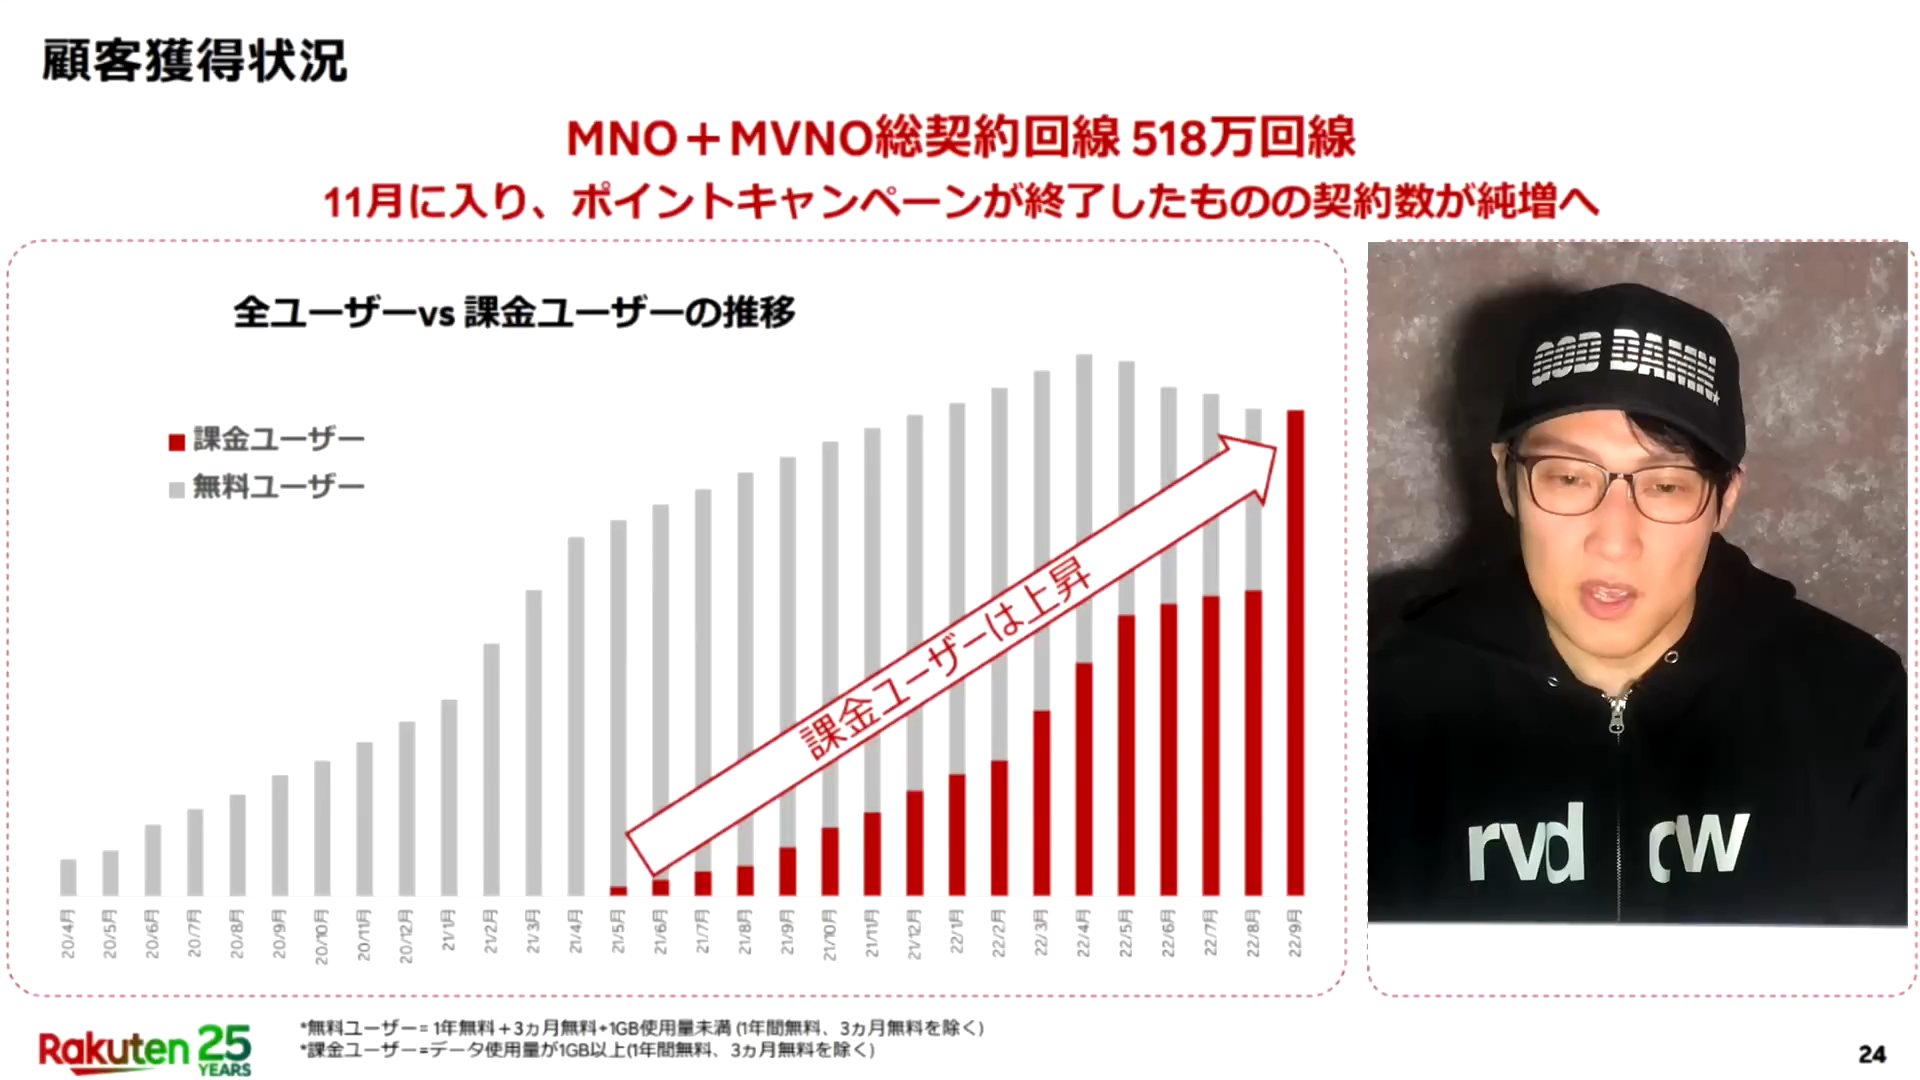 顧客獲得状況
MNO＋MVNO総契約回線 518万回線
11月に入り、ポイントキャンペーンが終了したものの契約数が純増へ
全ユーザーvs 課金ユーザーの推移
課金ユーザー
無料ユーザー
課金ユーザーは上昇
20/4月
20/5月
20/6月
20/7月
20/8月
20/9月
20/10月
20/11月
20/12月
21/1月
21/2月
21/3月
21/4月
21/5月
21/6月
21/7月
21/8月
21/9月
21/10月
21/11月
21/12月
22/1月
22/2月
22/3月
22/4月
22/5月
22/6月
22/7月
22/8月
22/9月
GOD DAMN.
rvd
Rakuten 25
YEARS
*無料ユーザー= 1年無料＋3ヵ月無料+1GB使用量未満 (1年間無料、3ヵ月無料を除く)
*課金ユーザー=データ使用量が1GB以上(1年間無料、3ヵ月無料を除く)
24